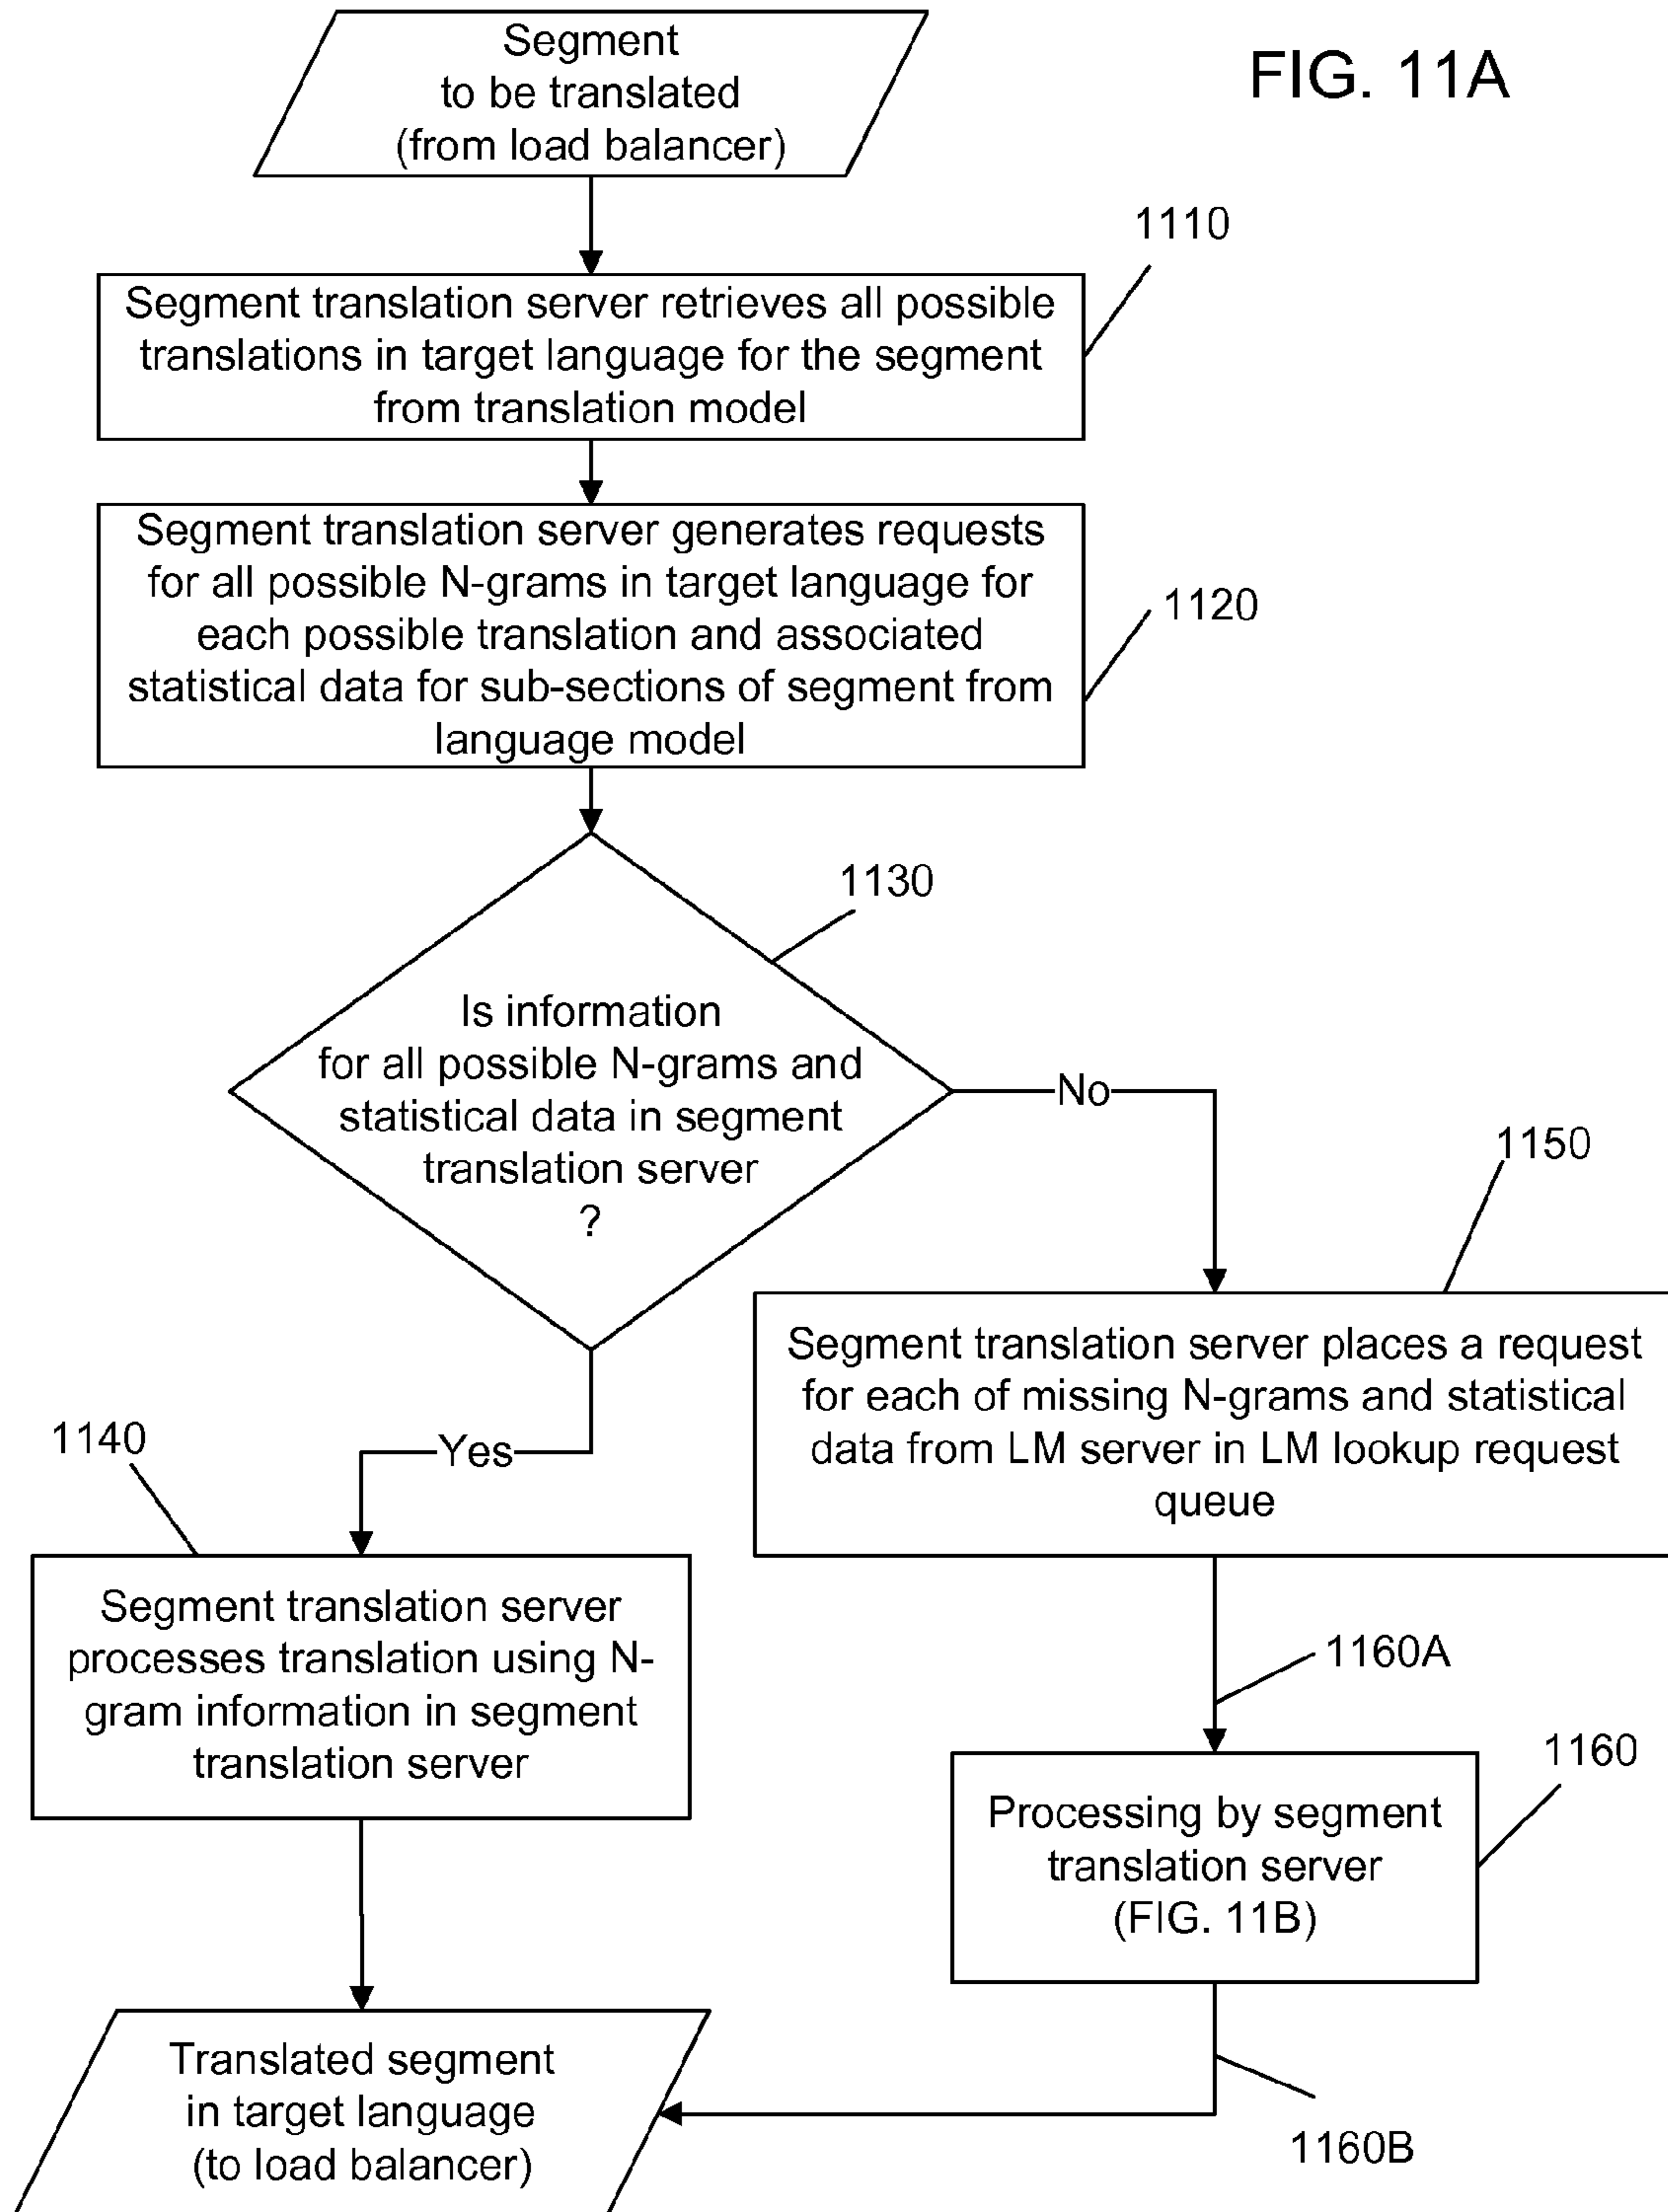 Segment
to be translated
(from load balancer)
FIG. 11A
1110
Segment translation server retrieves all possible
translations in target language for the segment
from translation model
Segment translation server generates requests
for all possible N-grams in target language for
each possible translation and associated
statistical data for sub-sections of segment from
language model
1120
1130
Is information
for all possible N-grams and
statistical data in segment
translation server
?
No
1150
Segment translation server places a request
for each of missing N-grams and statistical
data from LM server in LM lookup request
queue
Yes
1140
Segment translation server
processes translation using N-
gram information in segment
translation server
1160A
1160
Processing by segment
translation server
(FIG. 11B)
Translated segment
in target language
(to load balancer)
1160B